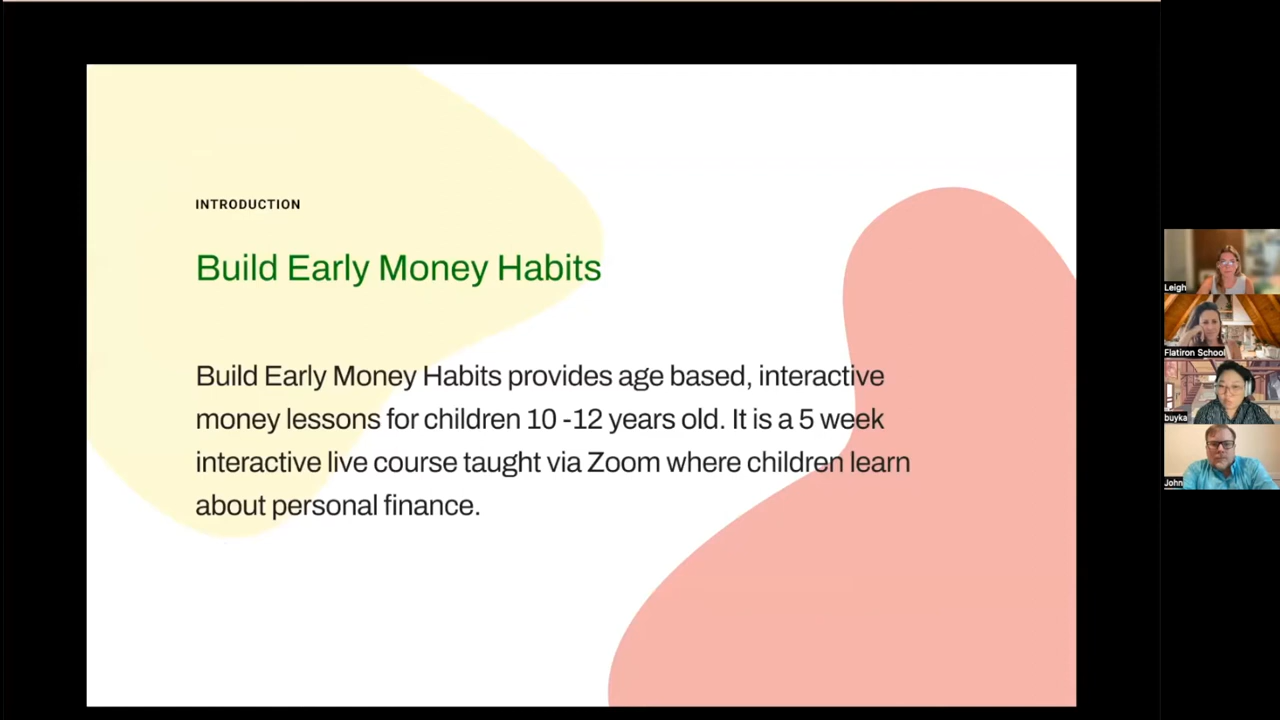 INTRODUCTION
Build Early Money Habits
Build Early Money Habits provides age based, interactive
money lessons for children 10 -12 years old. It is a 5 week
interactive live course taught via Zoom where children learn
about personal finance.
Leigh
Flatiron School
buyka
John